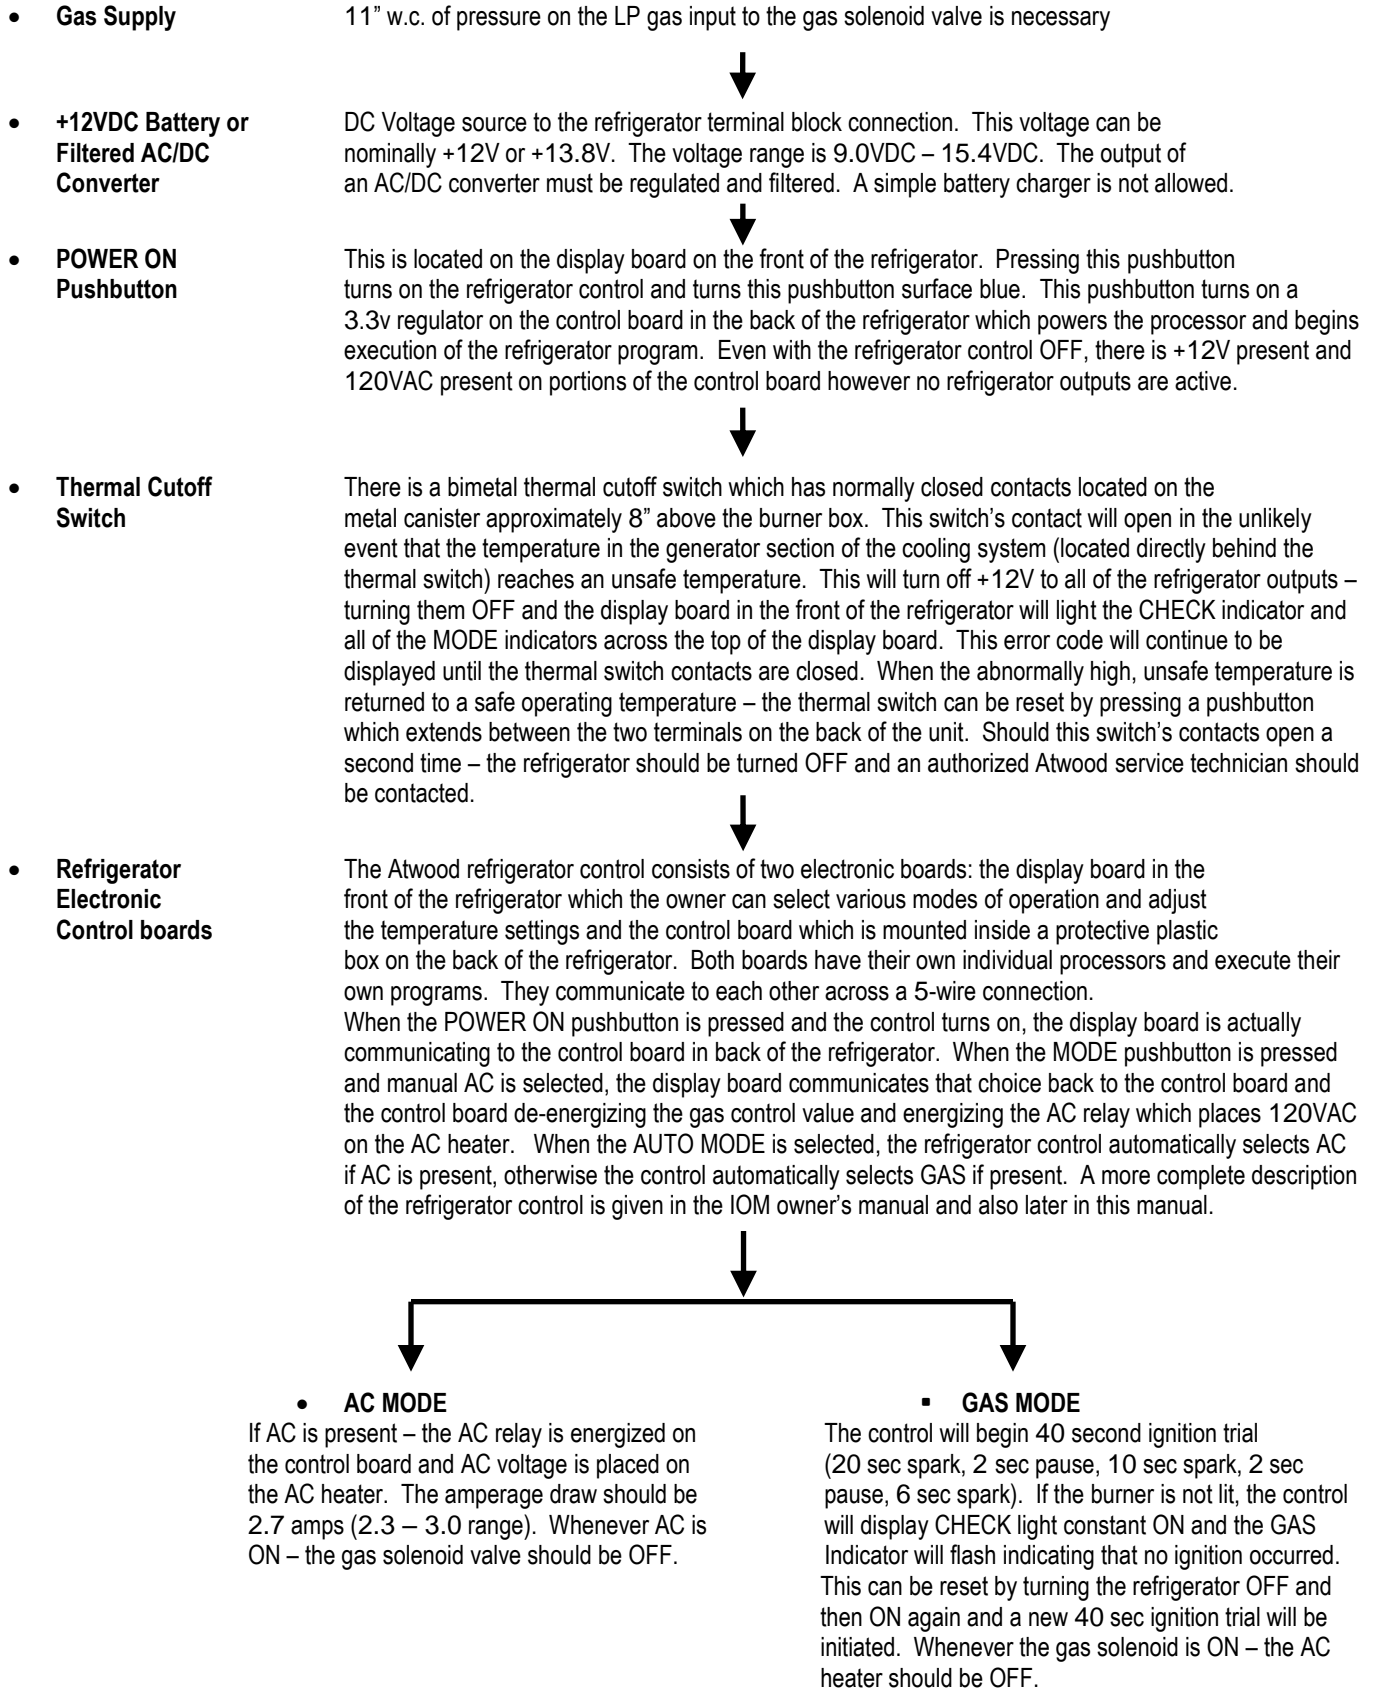 • Gas Supply 11” w.c. of pressure on the LP gas input to the gas solenoid valve is necessary
• +12VDC Battery or Filtered AC/DC Converter
DC Voltage source to the refrigerator terminal block connection. This voltage can be
nominally +12V or +13.8V. The voltage range is 9.0VDC – 15.4VDC. The output of
an AC/DC converter must be regulated and filtered. A simple battery charger is not allowed.
• POWER ON
Pushbutton
This is located on the display board on the front of the refrigerator. Pressing this pushbutton
turns on the refrigerator control and turns this pushbutton surface blue. This pushbutton turns on a
3.3v regulator on the control board in the back of the refrigerator which powers the processor and begins
execution of the refrigerator program. Even with the refrigerator control OFF, there is +12V present and
120VAC present on portions of the control board however no refrigerator outputs are active.
• Thermal Cutoff
Switch
There is a bimetal thermal cutoff switch which has normally closed contacts located on the
metal canister approximately 8” above the burner box. This switch’s contact will open in the unlikely
event that the temperature in the generator section of the cooling system (located directly behind the
thermal switch) reaches an unsafe temperature. This will turn off +12V to all of the refrigerator outputs –
turning them OFF and the display board in the front of the refrigerator will light the CHECK indicator and
all of the MODE indicators across the top of the display board. This error code will continue to be
displayed until the thermal switch contacts are closed. When the abnormally high, unsafe temperature is
returned to a safe operating temperature – the thermal switch can be reset by pressing a pushbutton
which extends between the two terminals on the back of the unit. Should this switch’s contacts open a
second time – the refrigerator should be turned OFF and an authorized Atwood service technician should
be contacted.
• Refrigerator
Electronic
Control boards
The Atwood refrigerator control consists of two electronic boards: the display board in the
front of the refrigerator which the owner can select various modes of operation and adjust
the temperature settings and the control board which is mounted inside a protective plastic
box on the back of the refrigerator. Both boards have their own individual processors and execute their
own programs. They communicate to each other across a 5-wire connection.
When the POWER ON pushbutton is pressed and the control turns on, the display board is actually
communicating to the control board in back of the refrigerator. When the MODE pushbutton is pressed
and manual AC is selected, the display board communicates that choice back to the control board and
the control board de-energizing the gas control value and energizing the AC relay which places 120VAC
on the AC heater. When the AUTO MODE is selected, the refrigerator control automatically selects AC
if AC is present, otherwise the control automatically selects GAS if present. A more complete description
of the refrigerator control is given in the IOM owner’s manual and also later in this manual.
• AC MODE
If AC is present – the AC relay is energized on
the control board and AC voltage is placed on
the AC heater. The amperage draw should be
2.7 amps (2.3 – 3.0 range). Whenever AC is
ON – the gas solenoid valve should be OFF.
▪ GAS MODE
The control will begin 40 second ignition trial
(20 sec spark, 2 sec pause, 10 sec spark, 2 sec
pause, 6 sec spark). If the burner is not lit, the control
will display CHECK light constant ON and the GAS
Indicator will flash indicating that no ignition occurred.
This can be reset by turning the refrigerator OFF and
then ON again and a new 40 sec ignition trial will be
initiated. Whenever the gas solenoid is ON – the AC
heater should be OFF.